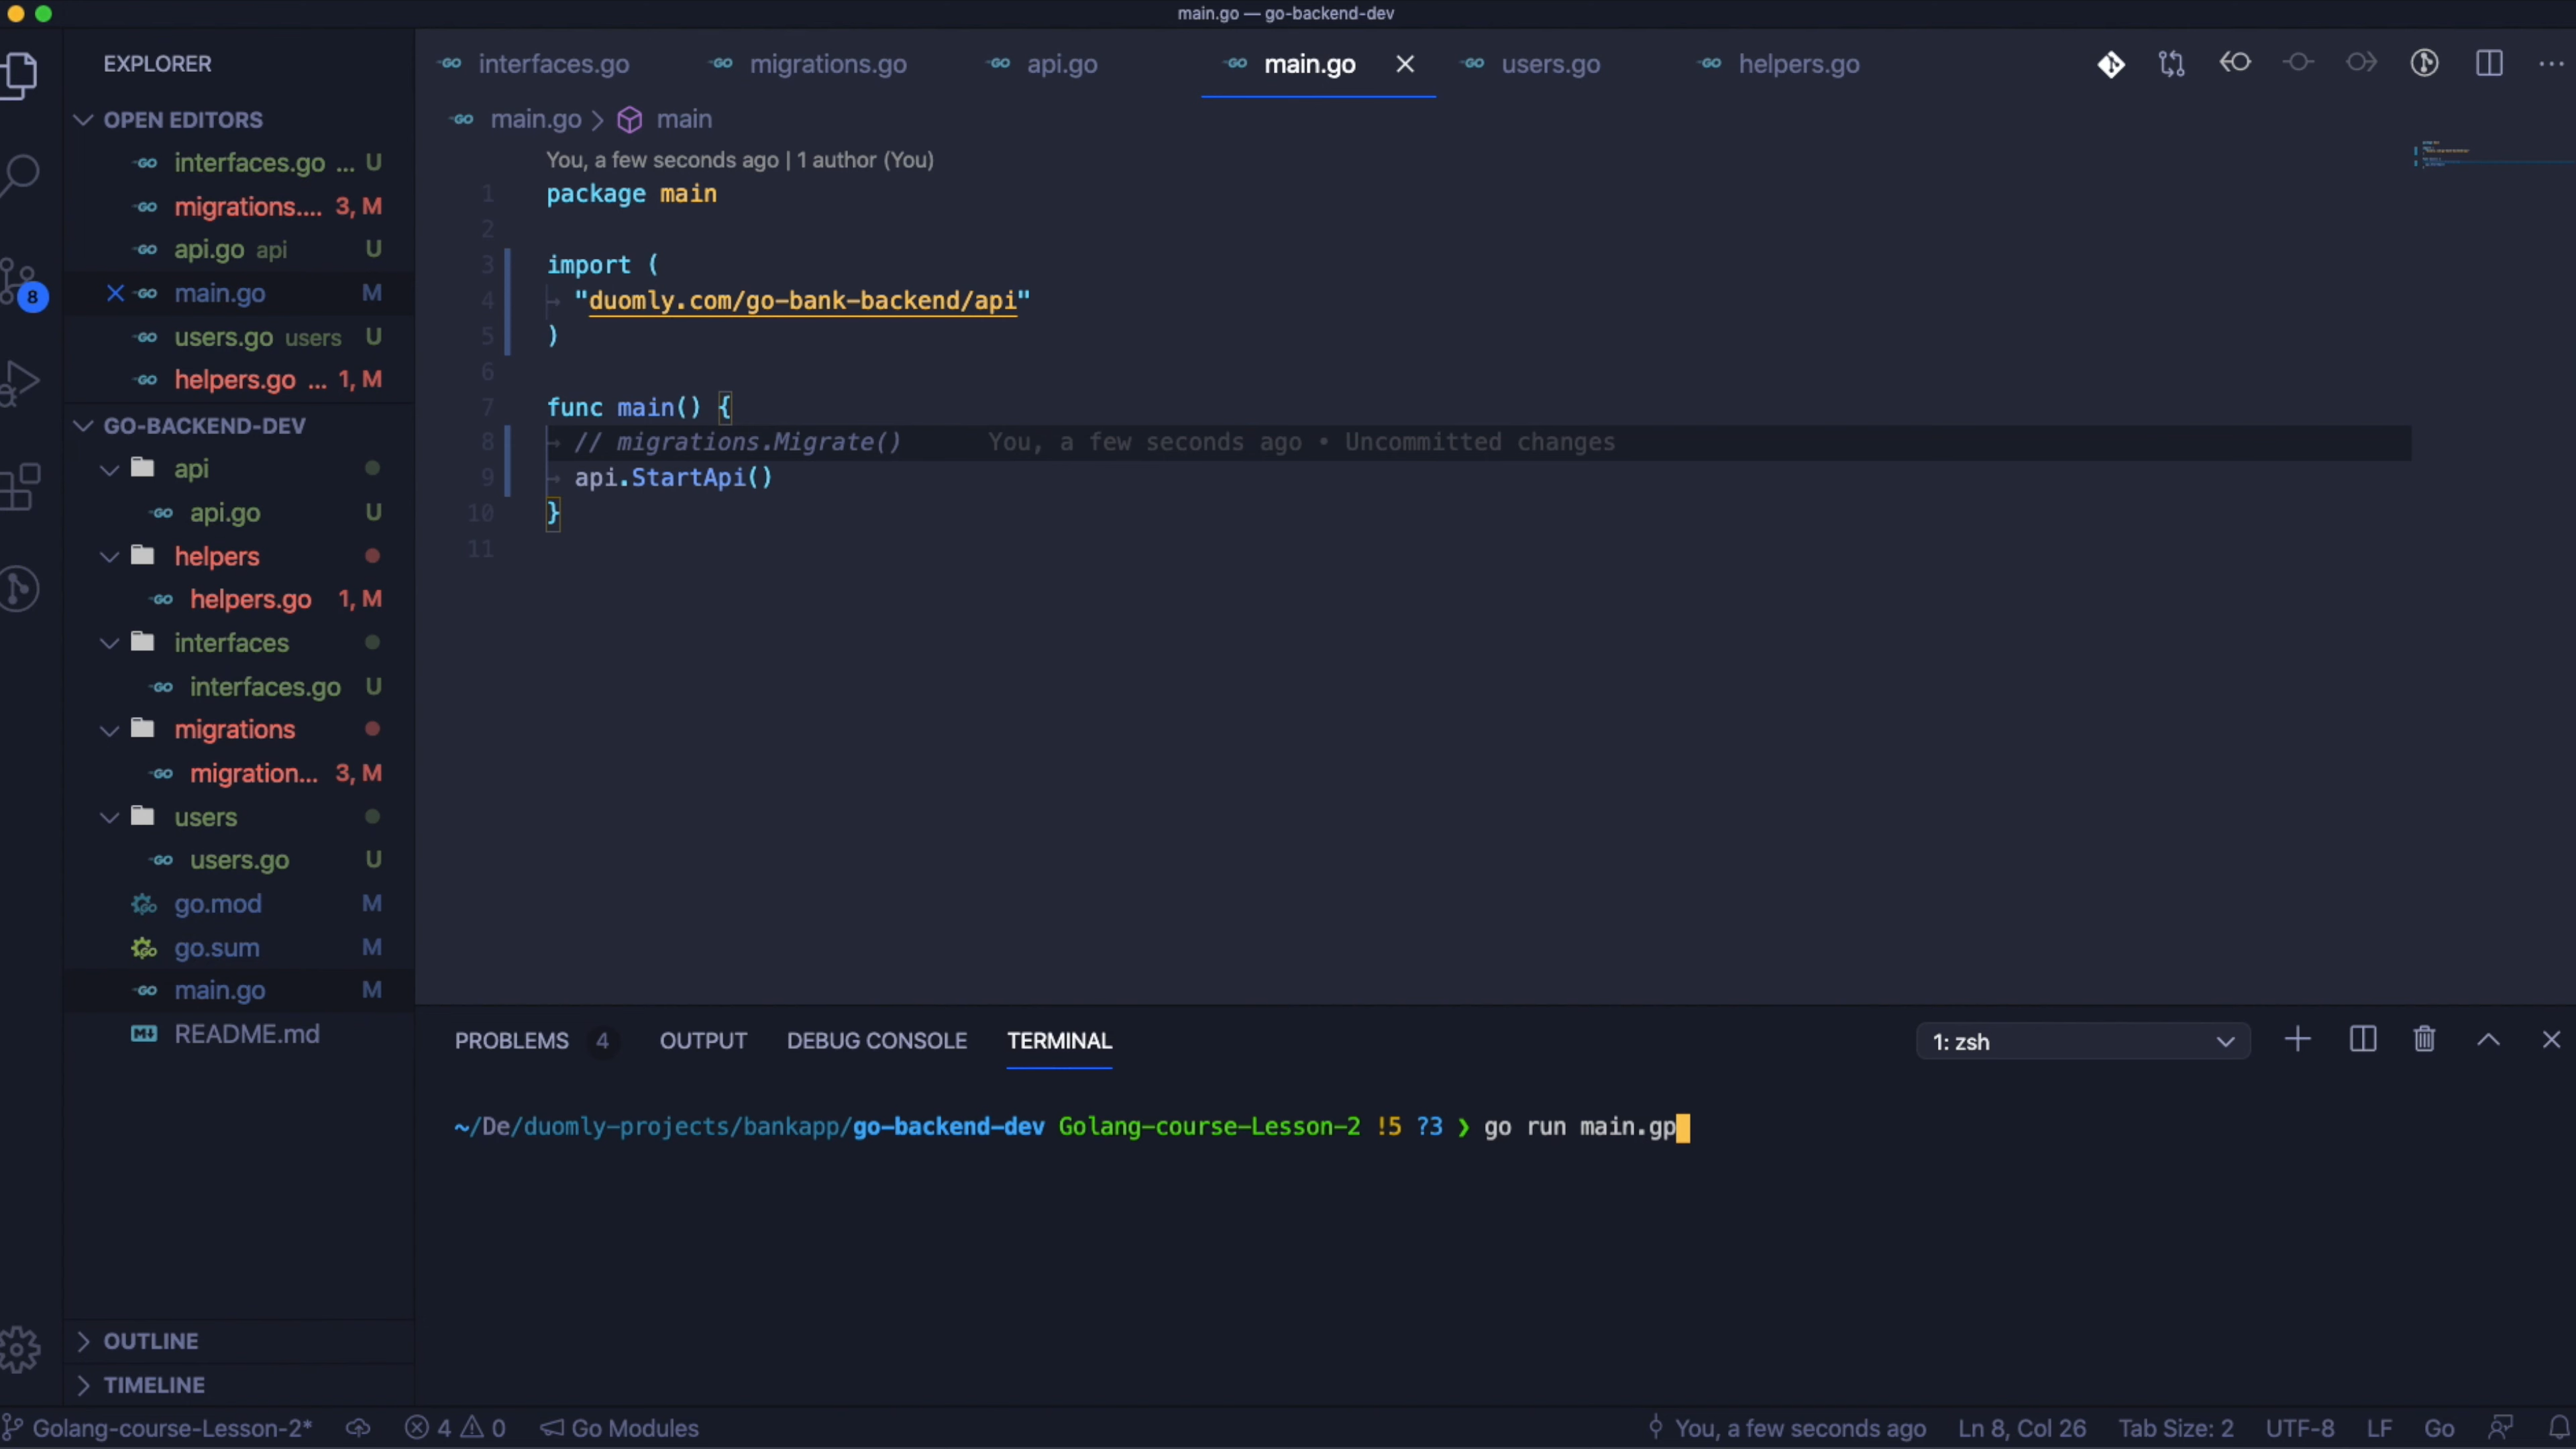 main.go — go-backend-dev
EXPLORER
OPEN EDITORS
interfaces.go ... U
migrations.... 3, M
api.go api U
main.go M
users.go users U
helpers.go ... 1, M
GO-BACKEND-DEV
api
api.go U
helpers
helpers.go 1, M
interfaces
interfaces.go U
migrations
migration... 3, M
users
users.go U
go.mod M
go.sum M
main.go M
README.md
OUTLINE
TIMELINE
8
interfaces.go migrations.go api.go main.go users.go helpers.go
main.go > main
You, a few seconds ago | 1 author (You)
1 package main
2
3 import (
4 "duomly.com/go-bank-backend/api"
5 )
6
7 func main() {
8 // migrations.Migrate() You, a few seconds ago • Uncommitted changes
9 api.StartApi()
10 }
11
PROBLEMS 4 OUTPUT DEBUG CONSOLE TERMINAL 1: zsh
~/De/duomly-projects/bankapp/go-backend-dev Golang-course-Lesson-2 !5 ?3 ❯ go run main.gp
Golang-course-Lesson-2* 4 0 Go Modules You, a few seconds ago Ln 8, Col 26 Tab Size: 2 UTF-8 LF Go